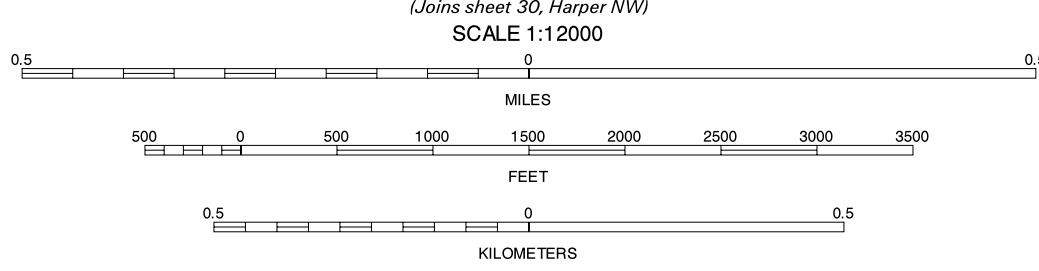 (Joins sheet 30, Harper NW)
SCALE 1:12000
0.5 0 0.5
MILES
500 0 500 1000 1500 2000 2500 3000 3500
FEET
0.5 0 0.5
KILOMETERS